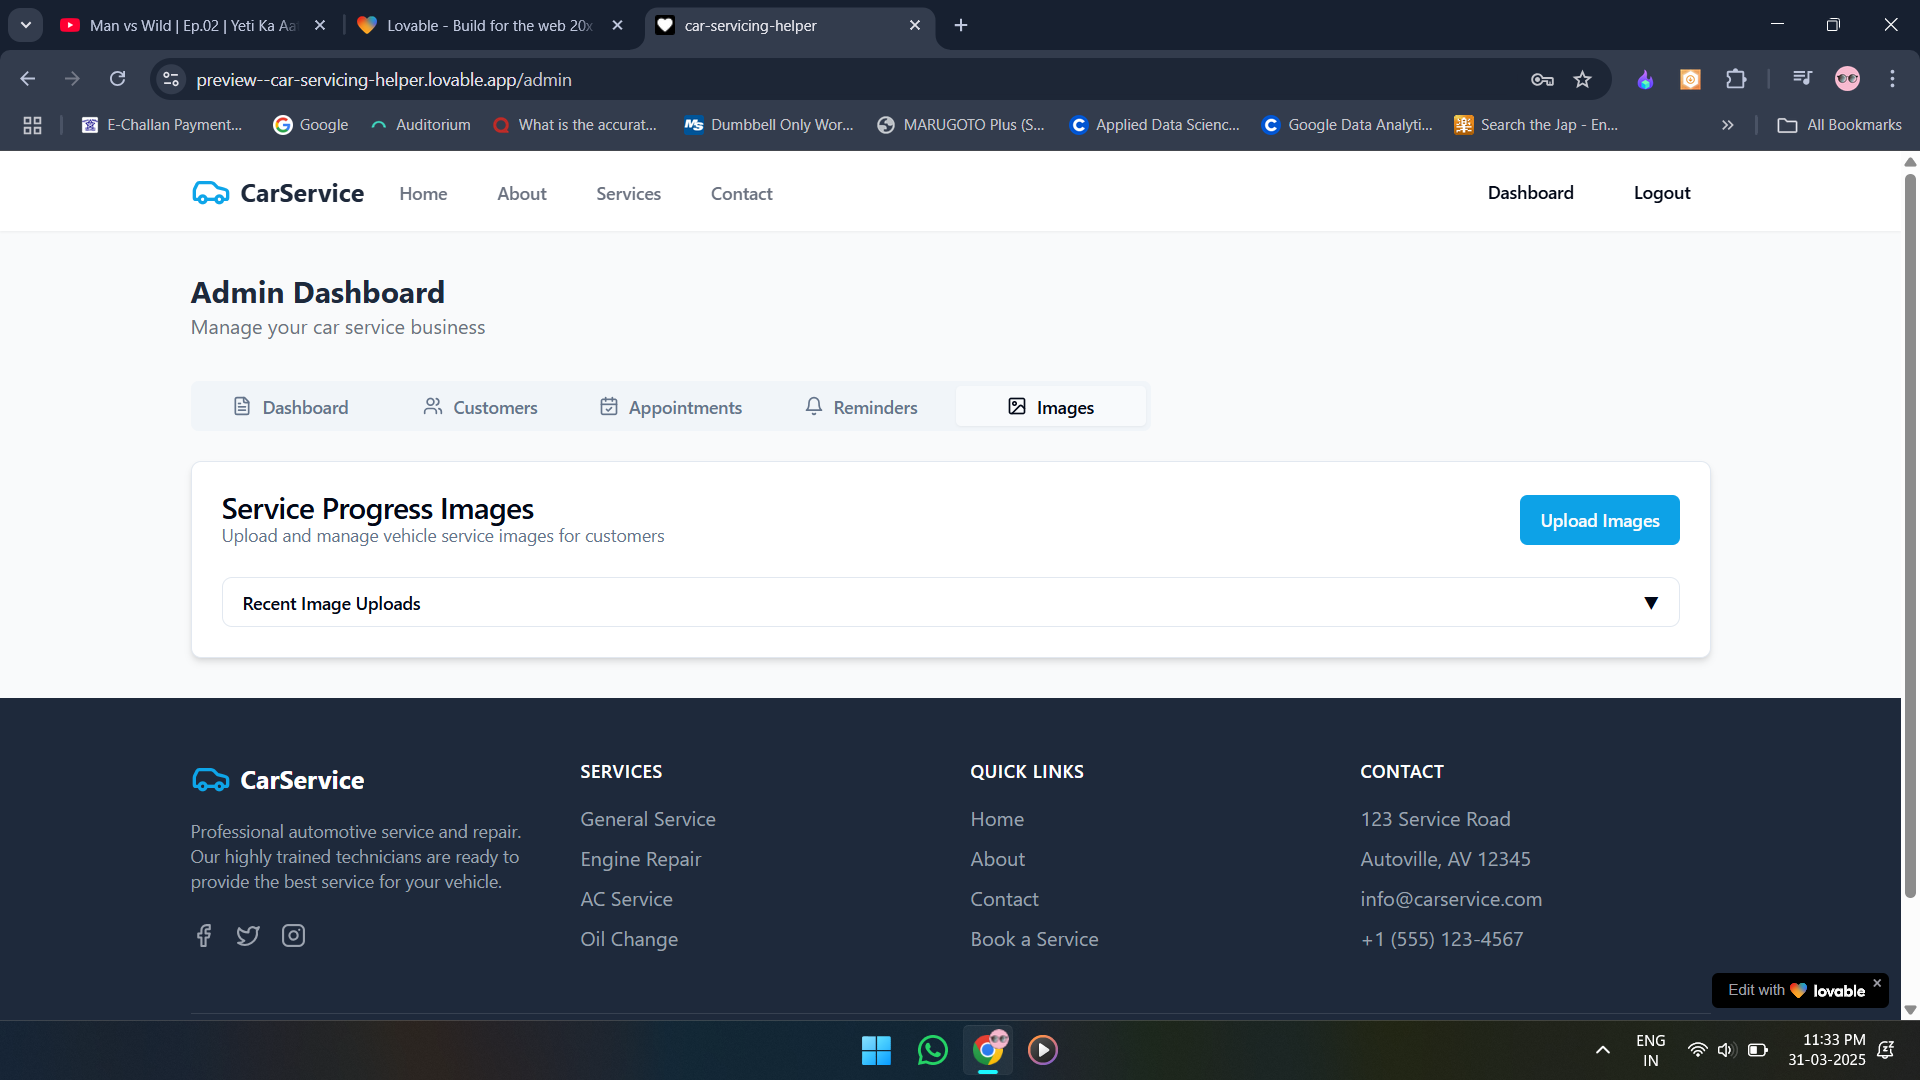 Man vs Wild | Ep.02 | Yeti Ka Aa
Lovable - Build for the web 20x
car-servicing-helper
preview--car-servicing-helper.lovable.app/admin
E-Challan Payment...
Google
Auditorium
What is the accurat...
Dumbbell Only Wor...
MARUGOTO Plus (S...
Applied Data Scienc...
Google Data Analyti...
Search the Jap - En...
All Bookmarks
CarService
Home
About
Services
Contact
Dashboard
Logout
Admin Dashboard
Manage your car service business
Dashboard
Customers
Appointments
Reminders
Images
Service Progress Images
Upload and manage vehicle service images for customers
Upload Images
Recent Image Uploads
CarService
Professional automotive service and repair.
Our highly trained technicians are ready to
provide the best service for your vehicle.
SERVICES
General Service
Engine Repair
AC Service
Oil Change
QUICK LINKS
Home
About
Contact
Book a Service
CONTACT
123 Service Road
Autoville, AV 12345
info@carservice.com
+1 (555) 123-4567
Edit with lovable
ENG
IN
11:33 PM
31-03-2025